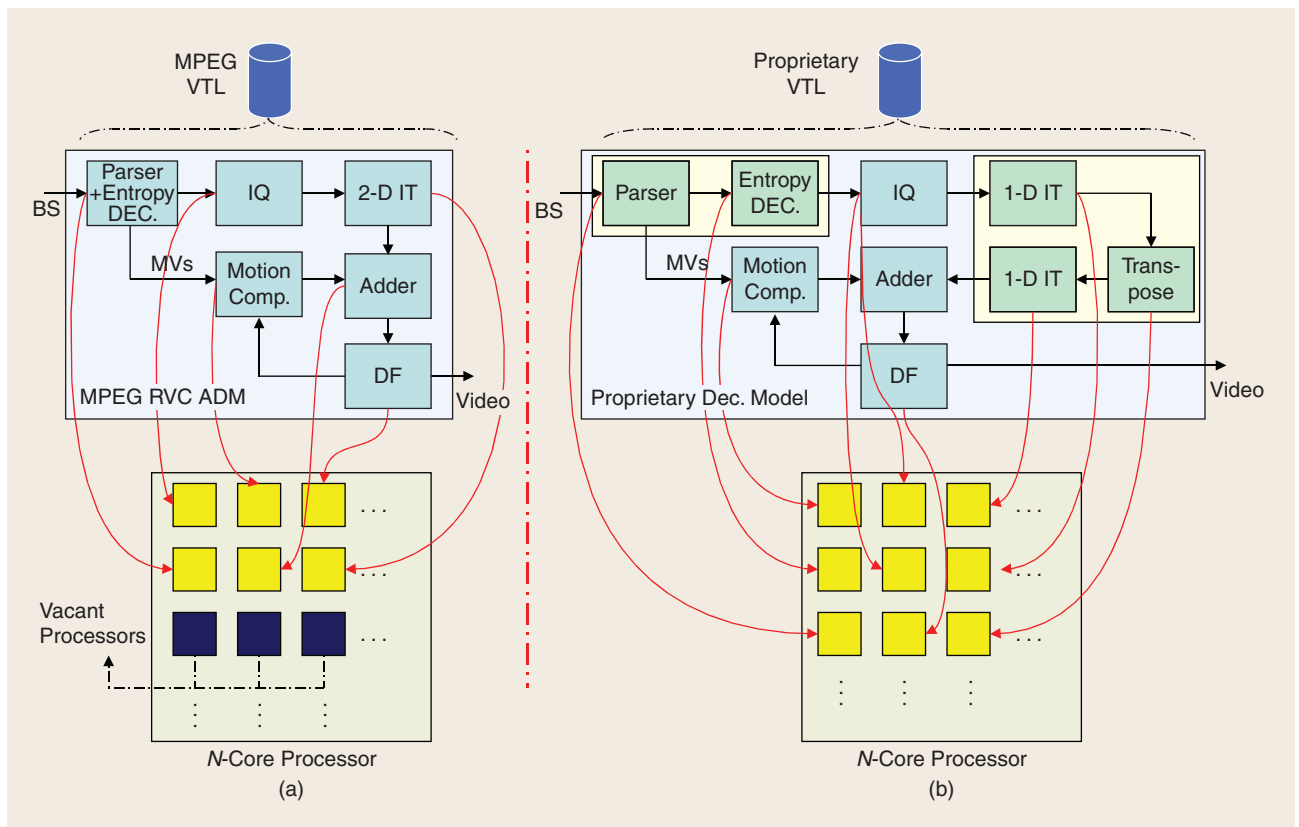 MPEG
VTL
Parser
+Entropy
DEC.
IQ
2-D IT
BS
MVs
Motion
Comp.
Adder
DF
MPEG RVC ADM
Video
. . .
. . .
Vacant
Processors
. . .
. . .
. . .
. . .
N-Core Processor
(a)
Proprietary
VTL
Parser
Entropy
DEC.
IQ
1-D IT
BS
MVs
Motion
Comp.
Adder
1-D IT
Trans-
pose
DF
Proprietary Dec. Model
Video
. . .
. . .
. . .
. . .
. . .
. . .
N-Core Processor
(b)